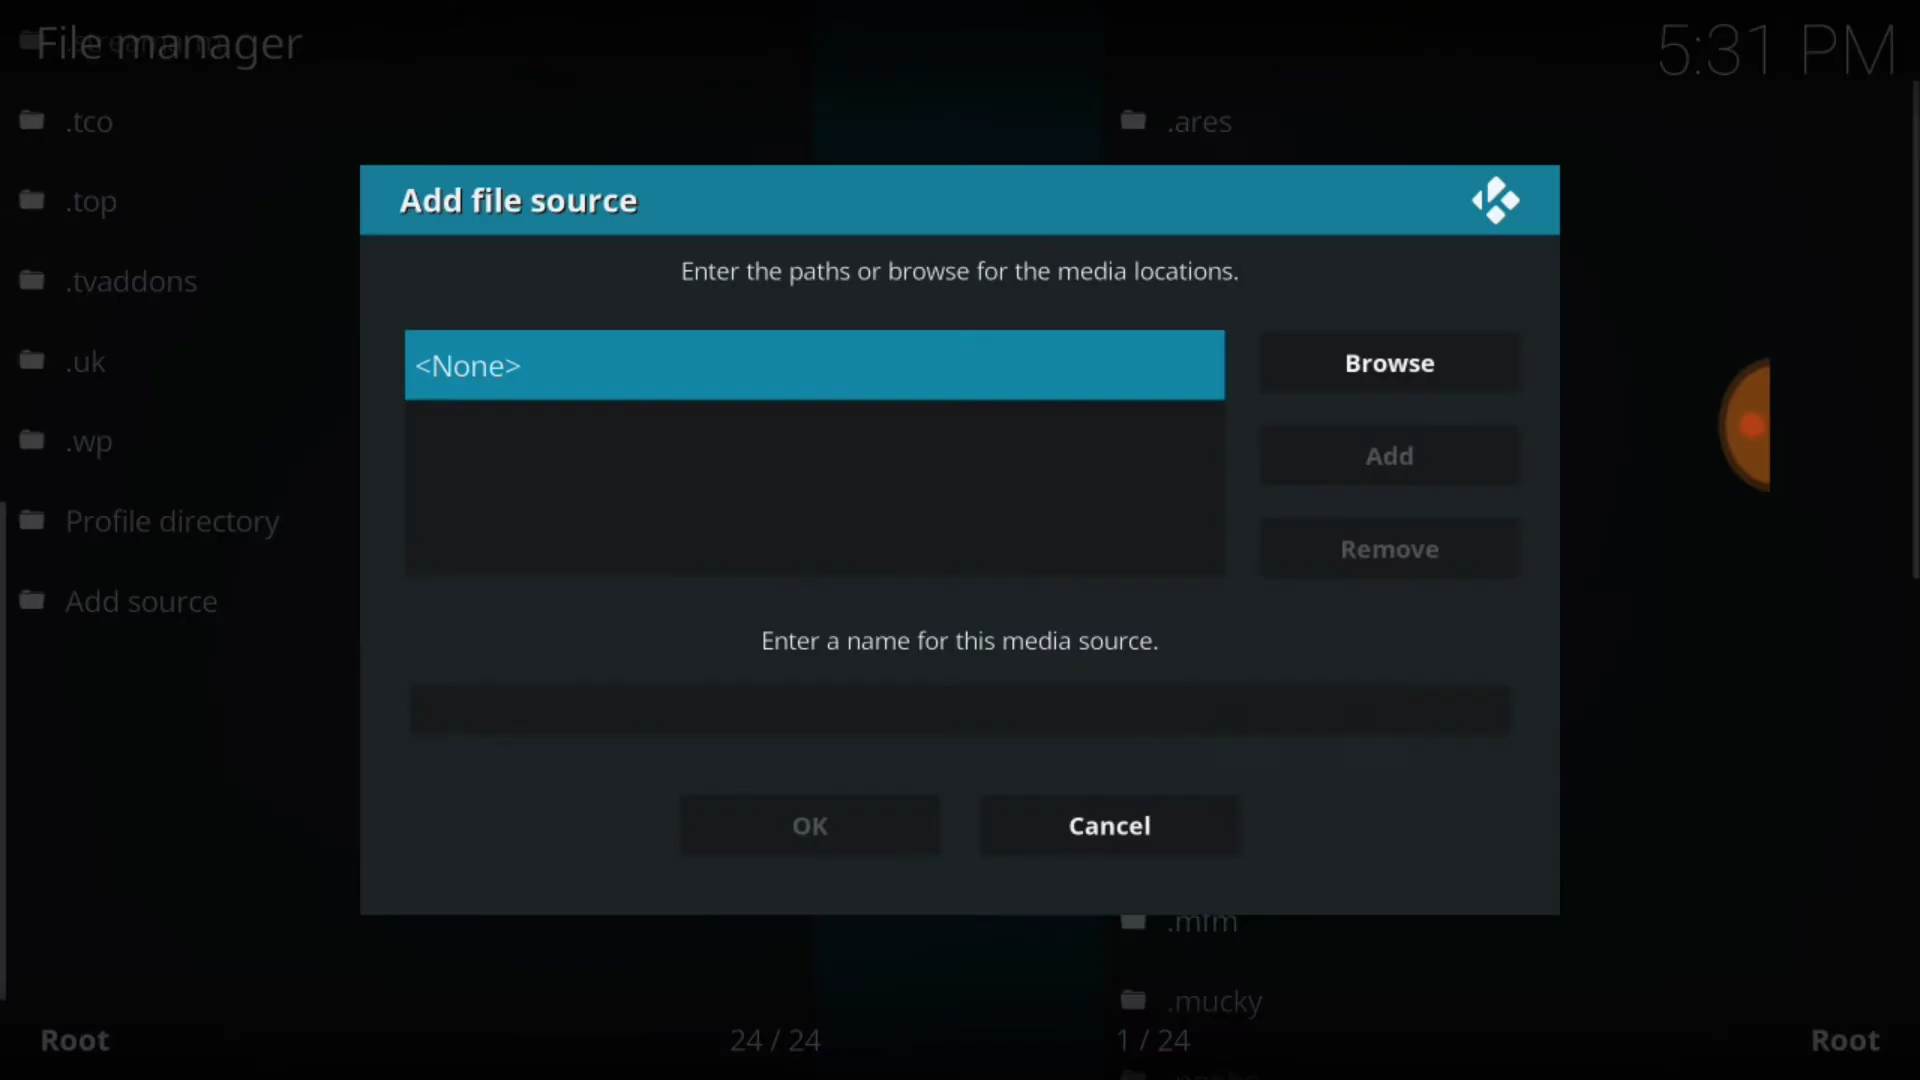 File manager
5:31 PM
.tco
.top
.tvaddons
.uk
.wp
Profile directory
Add source
.ares
Add file source
Enter the paths or browse for the media locations.
<None>
Browse
Add
Remove
Enter a name for this media source.
OK
Cancel
.mfm
.mucky
Root
24 / 24
1 / 24
Root